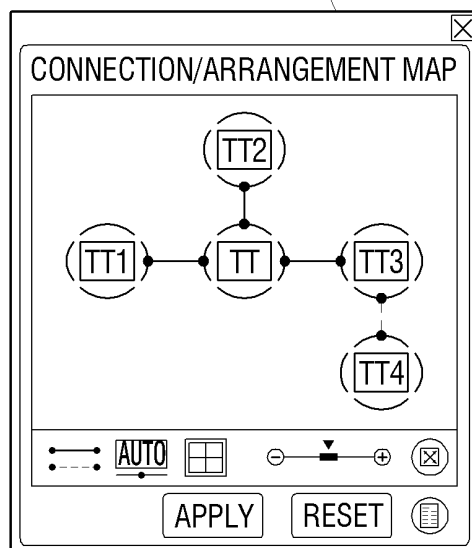 CONNECTION/ARRANGEMENT MAP
TT2
TT1 TT TT3
TT4
AUTO
APPLY RESET